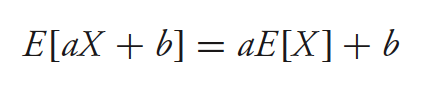 E[aX + b] = aE[X] + b